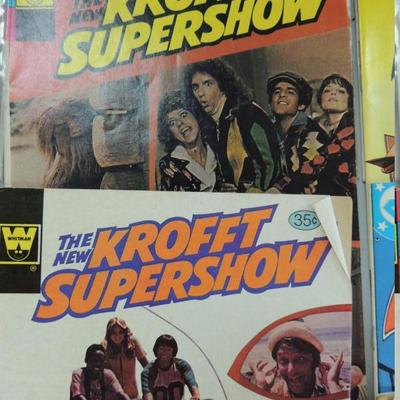 THE NEW KROFFT
SUPERSHOW
WHITMAN
®
35¢
THE NEW KROFFT
SUPERSHOW